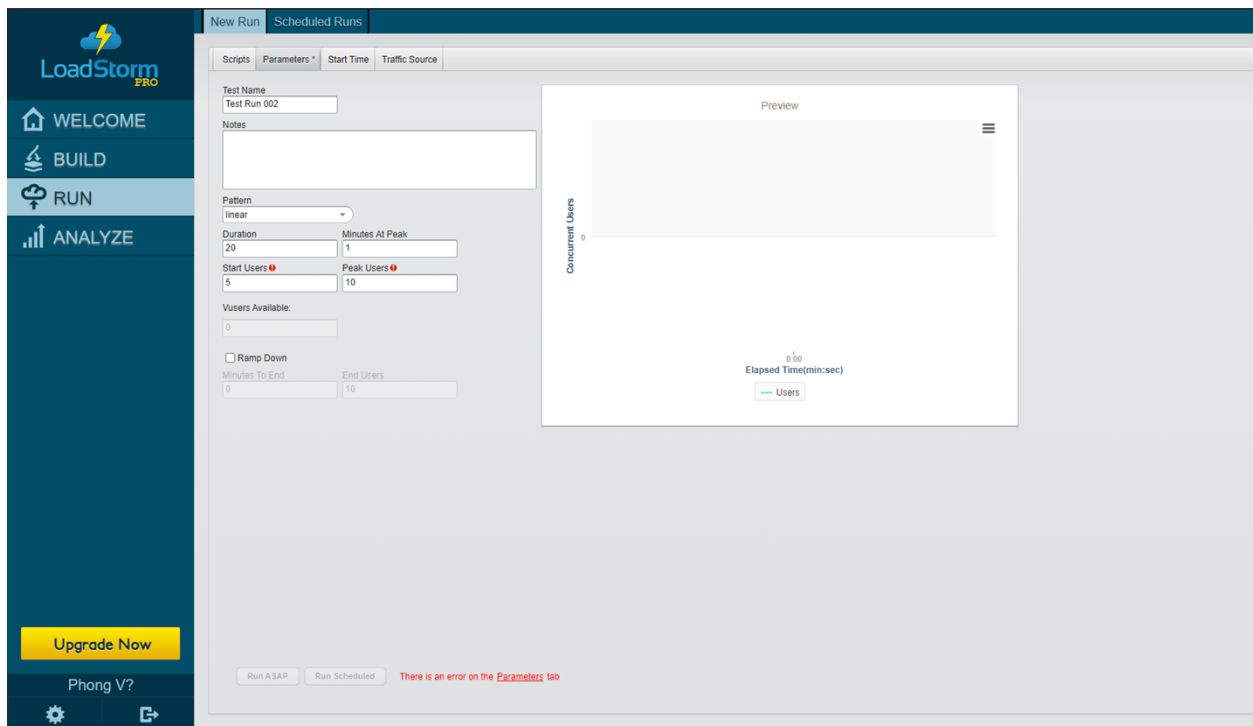 LoadStorm
PRO
WELCOME
BUILD
RUN
ANALYZE
Upgrade Now
Phong V?
New Run Scheduled Runs
Scripts Parameters * Start Time Traffic Source
Test Name
Test Run 002
Notes
Pattern
linear
Duration Minutes At Peak
20 1
Start Users Peak Users
5 10
Vusers Available:
0
Ramp Down
Minutes To End End Users
0 10
Preview
Concurrent Users
0
0:00
Elapsed Time(min:sec)
Users
Run ASAP Run Scheduled There is an error on the Parameters tab